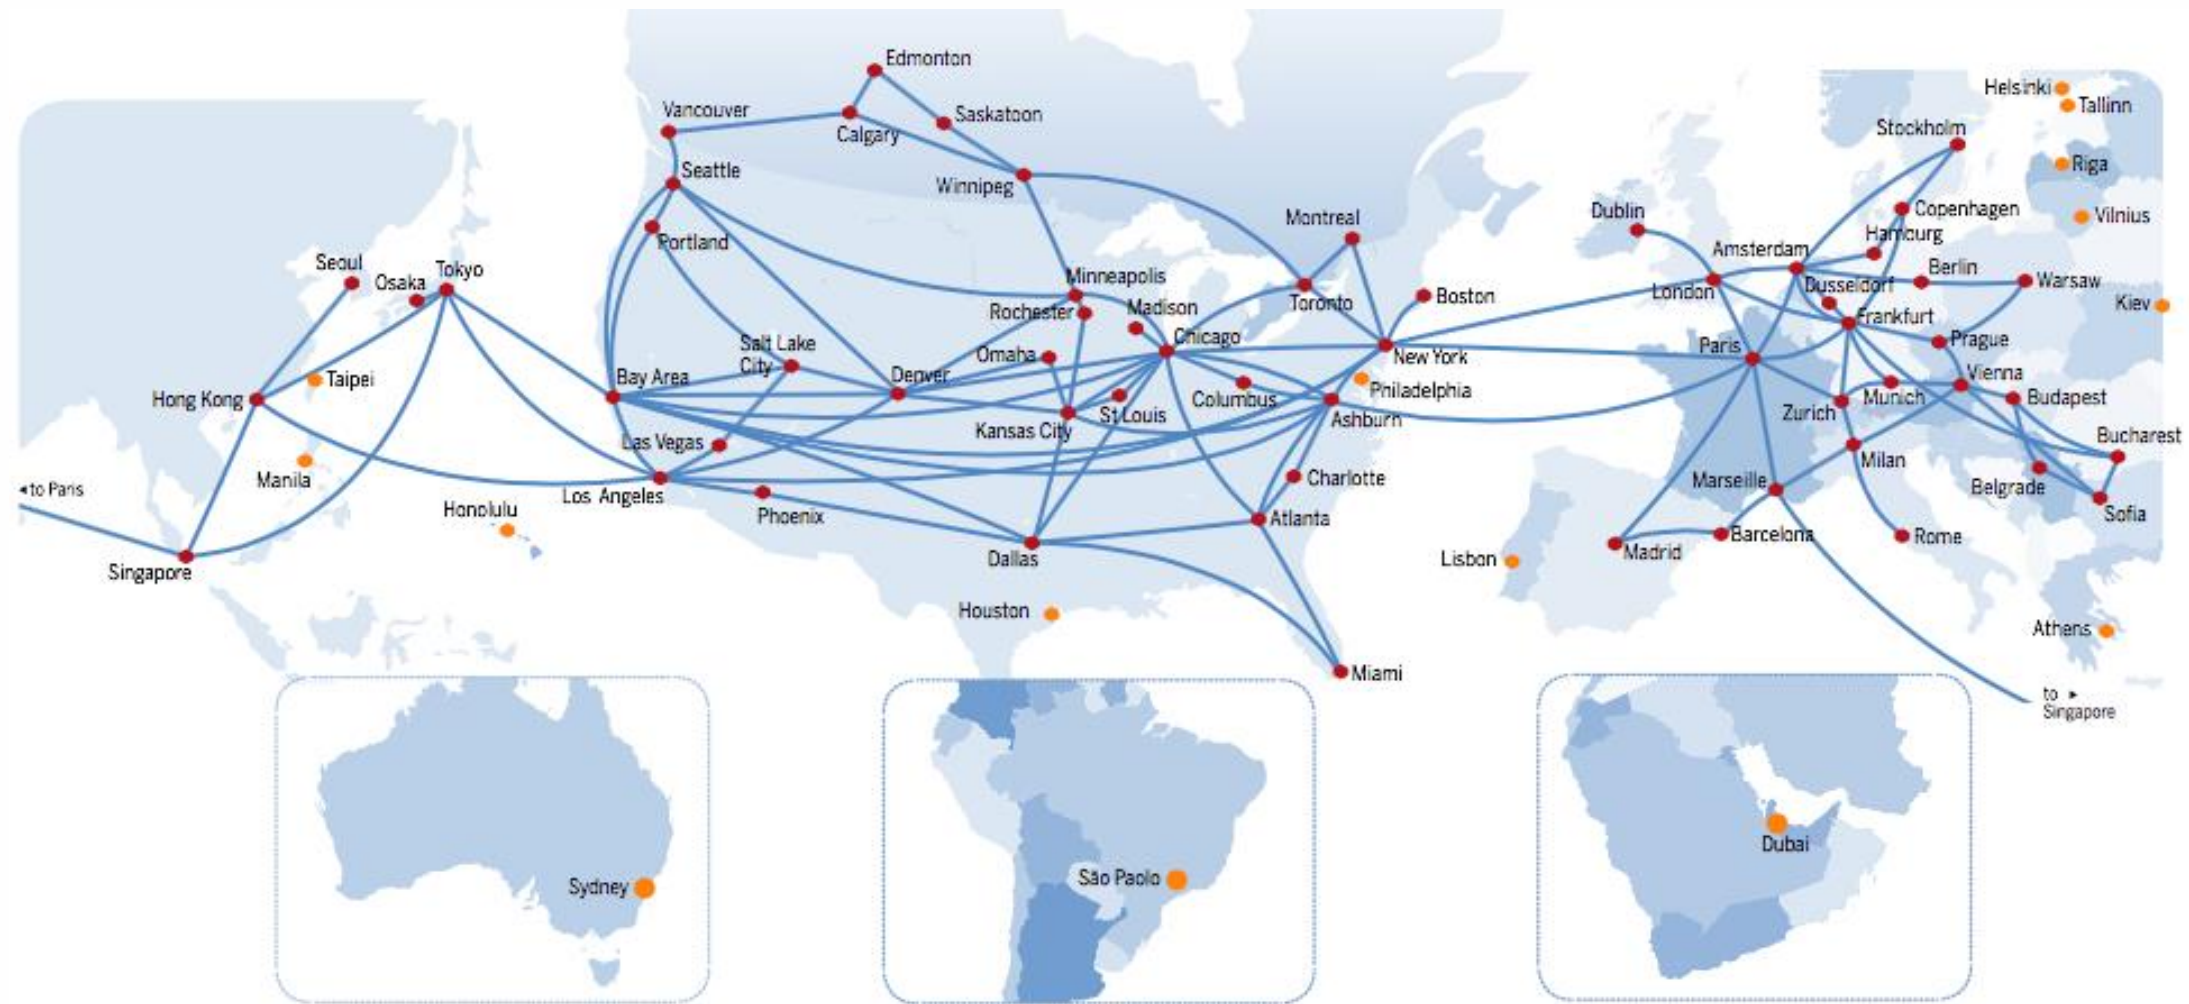 Edmonton
Vancouver
Saskatoon
Calgary
Seattle
Winnipeg
Portland
Montreal
Minneapolis
Toronto
Boston
Rochester
Madison
Chicago
Salt Lake
City
Omaha
New York
Bay Area
Denver
Columbus
Philadelphia
Ashburn
St Louis
Kansas City
Las Vegas
Los Angeles
Phoenix
Charlotte
Atlanta
Dallas
Houston
Miami
Honolulu
Seoul
Osaka
Tokyo
Taipei
Hong Kong
Manila
◂to Paris
Singapore
Helsinki
Tallinn
Stockholm
Riga
Vilnius
Dublin
Copenhagen
Hamburg
Amsterdam
Berlin
Warsaw
London
Dusseldorf
Kiev
Frankfurt
Paris
Prague
Vienna
Munich
Budapest
Zurich
Bucharest
Milan
Marseille
Belgrade
Sofia
Barcelona
Rome
Madrid
Lisbon
Athens
to ▸
Singapore
Sydney
São Paolo
Dubai